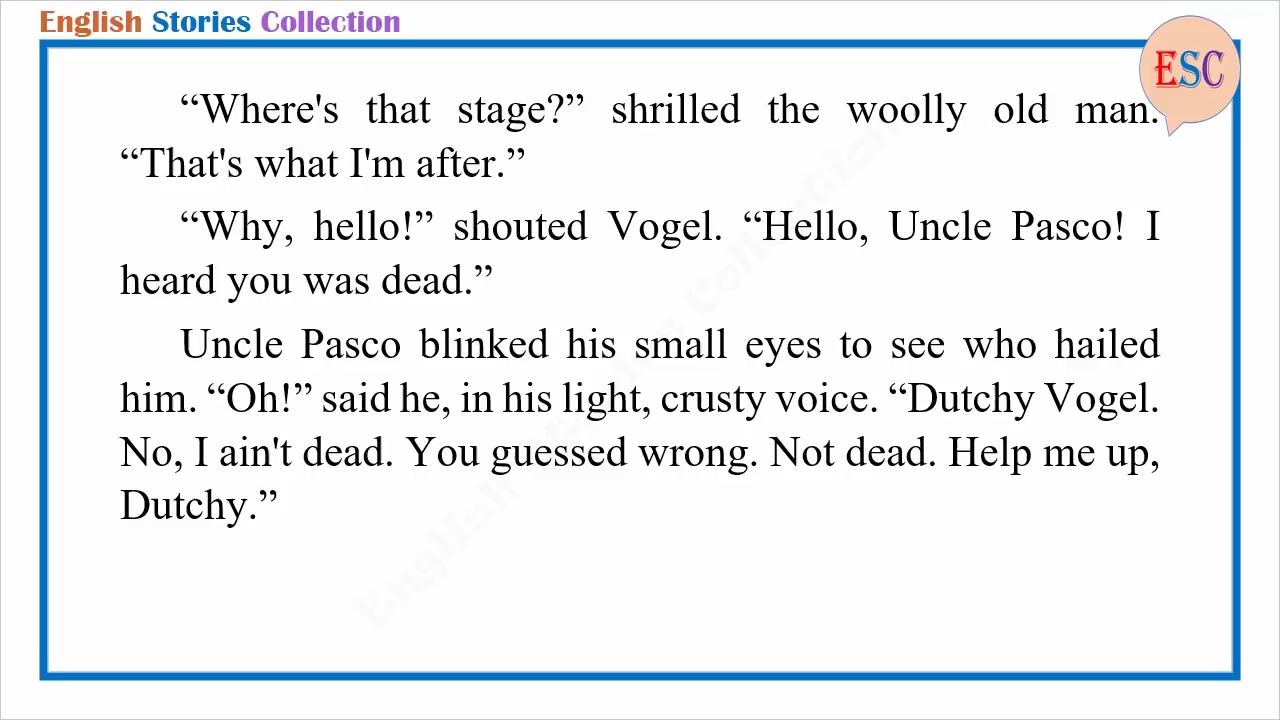 English Stories Collection
ESC
“Where's that stage?” shrilled the woolly old man.
“That's what I'm after.”
“Why, hello!” shouted Vogel. “Hello, Uncle Pasco! I
heard you was dead.”
Uncle Pasco blinked his small eyes to see who hailed
him. “Oh!” said he, in his light, crusty voice. “Dutchy Vogel.
No, I ain't dead. You guessed wrong. Not dead. Help me up,
Dutchy.”